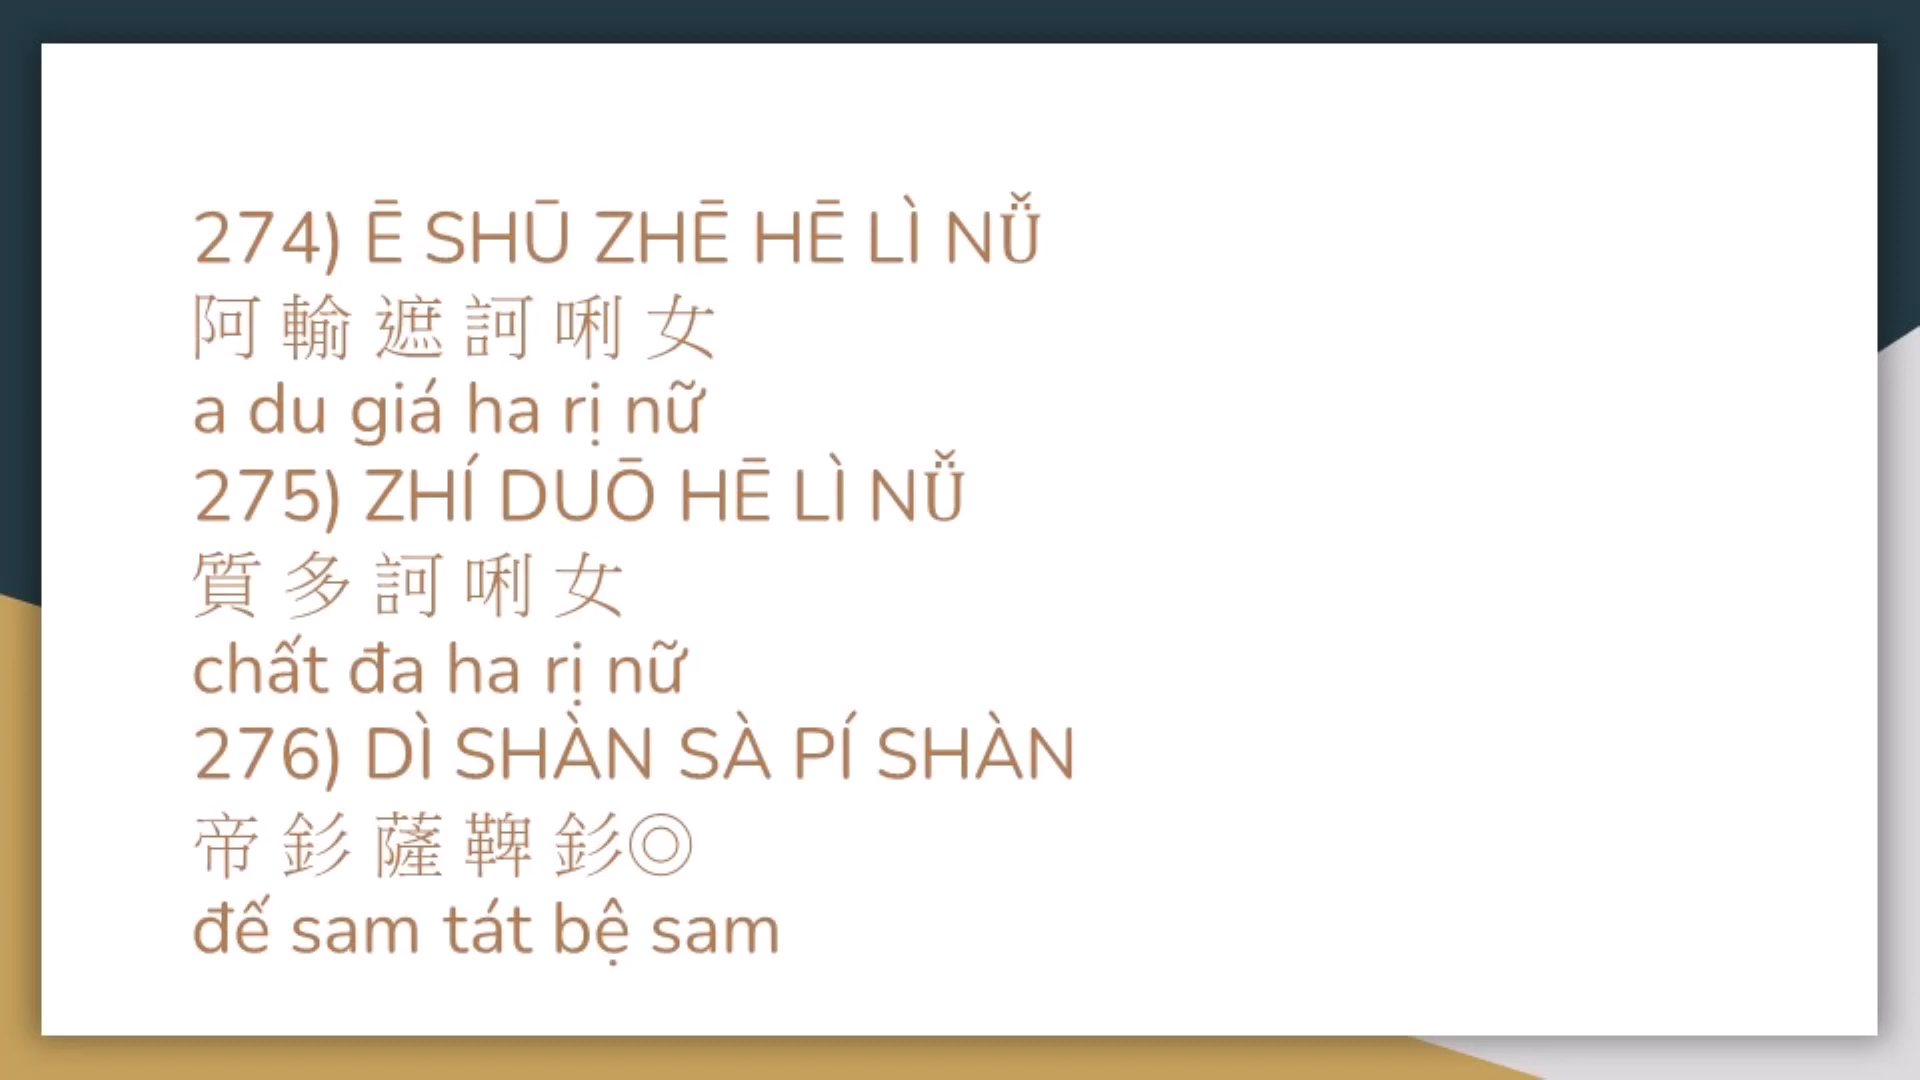 274) Ē SHŪ ZHĒ HĒ LÌ NǙ
阿 輸 遮 訶 唎 女
a du giá ha rị nữ
275) ZHÍ DUŌ HĒ LÌ NǙ
質 多 訶 唎 女
chất đa ha rị nữ
276) DÌ SHÀN SÀ PÍ SHÀN
帝 釤 薩 鞞 釤◎
đế sam tát bệ sam